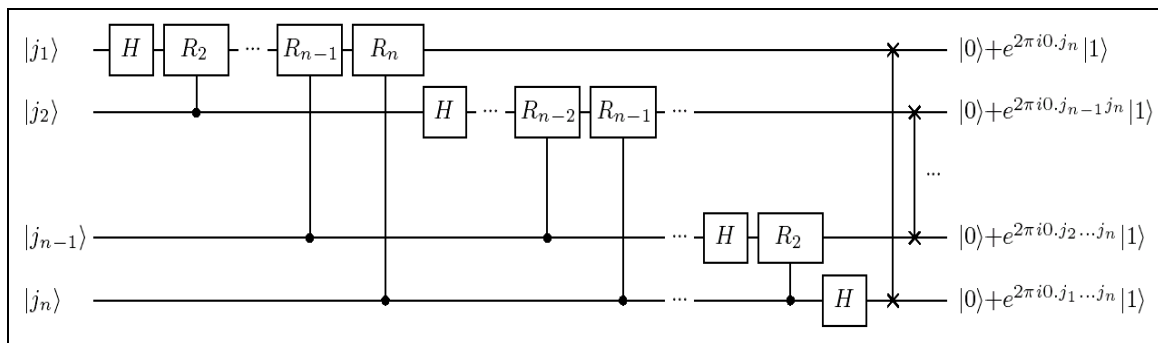 |j₁⟩ H R₂ ... Rₙ₋₁ Rₙ |0⟩+e^{2πi0.jₙ}|1⟩
|j₂⟩ H ... Rₙ₋₂ Rₙ₋₁ ... |0⟩+e^{2πi0.jₙ₋₁jₙ}|1⟩
...
|jₙ₋₁⟩ ... H R₂ |0⟩+e^{2πi0.j₂...jₙ}|1⟩
|jₙ⟩ ... H |0⟩+e^{2πi0.j₁...jₙ}|1⟩